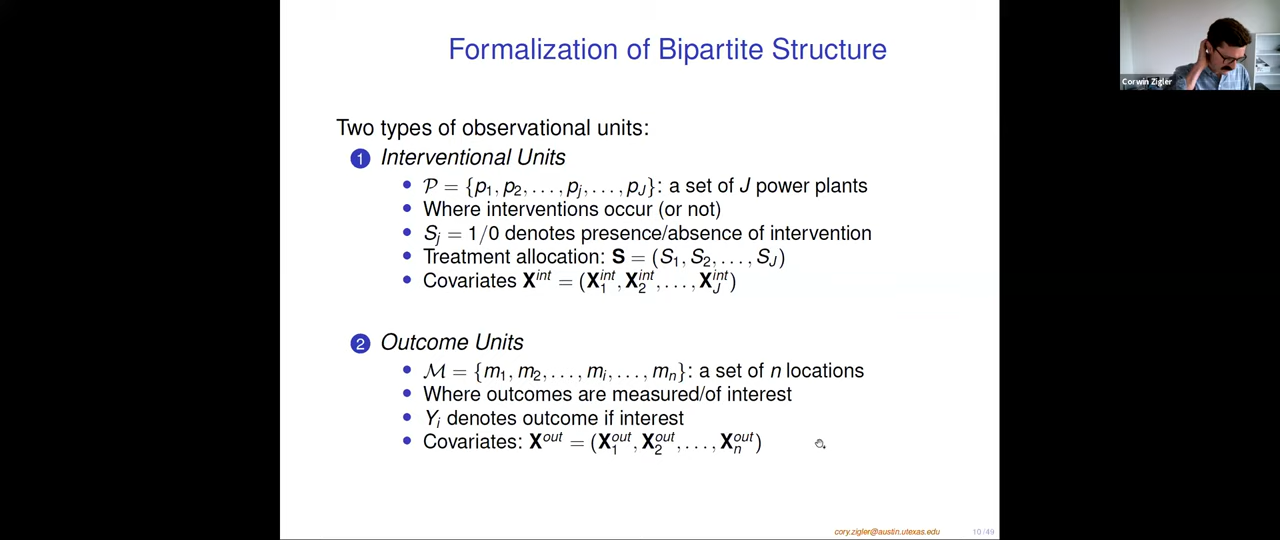 Formalization of Bipartite Structure
Corwin Zigler
Two types of observational units:
1 Interventional Units
• 𝒫 = {p₁, p₂, . . . , pⱼ, . . . , p_J}: a set of J power plants
• Where interventions occur (or not)
• Sⱼ = 1/0 denotes presence/absence of intervention
• Treatment allocation: S = (S₁, S₂, . . . , S_J)
• Covariates X^int = (X₁^int, X₂^int, . . . , X_J^int)
2 Outcome Units
• ℳ = {m₁, m₂, . . . , mᵢ, . . . , mₙ}: a set of n locations
• Where outcomes are measured/of interest
• Yᵢ denotes outcome if interest
• Covariates: X^out = (X₁^out, X₂^out, . . . , Xₙ^out)
cory.zigler@austin.utexas.edu 10 / 49